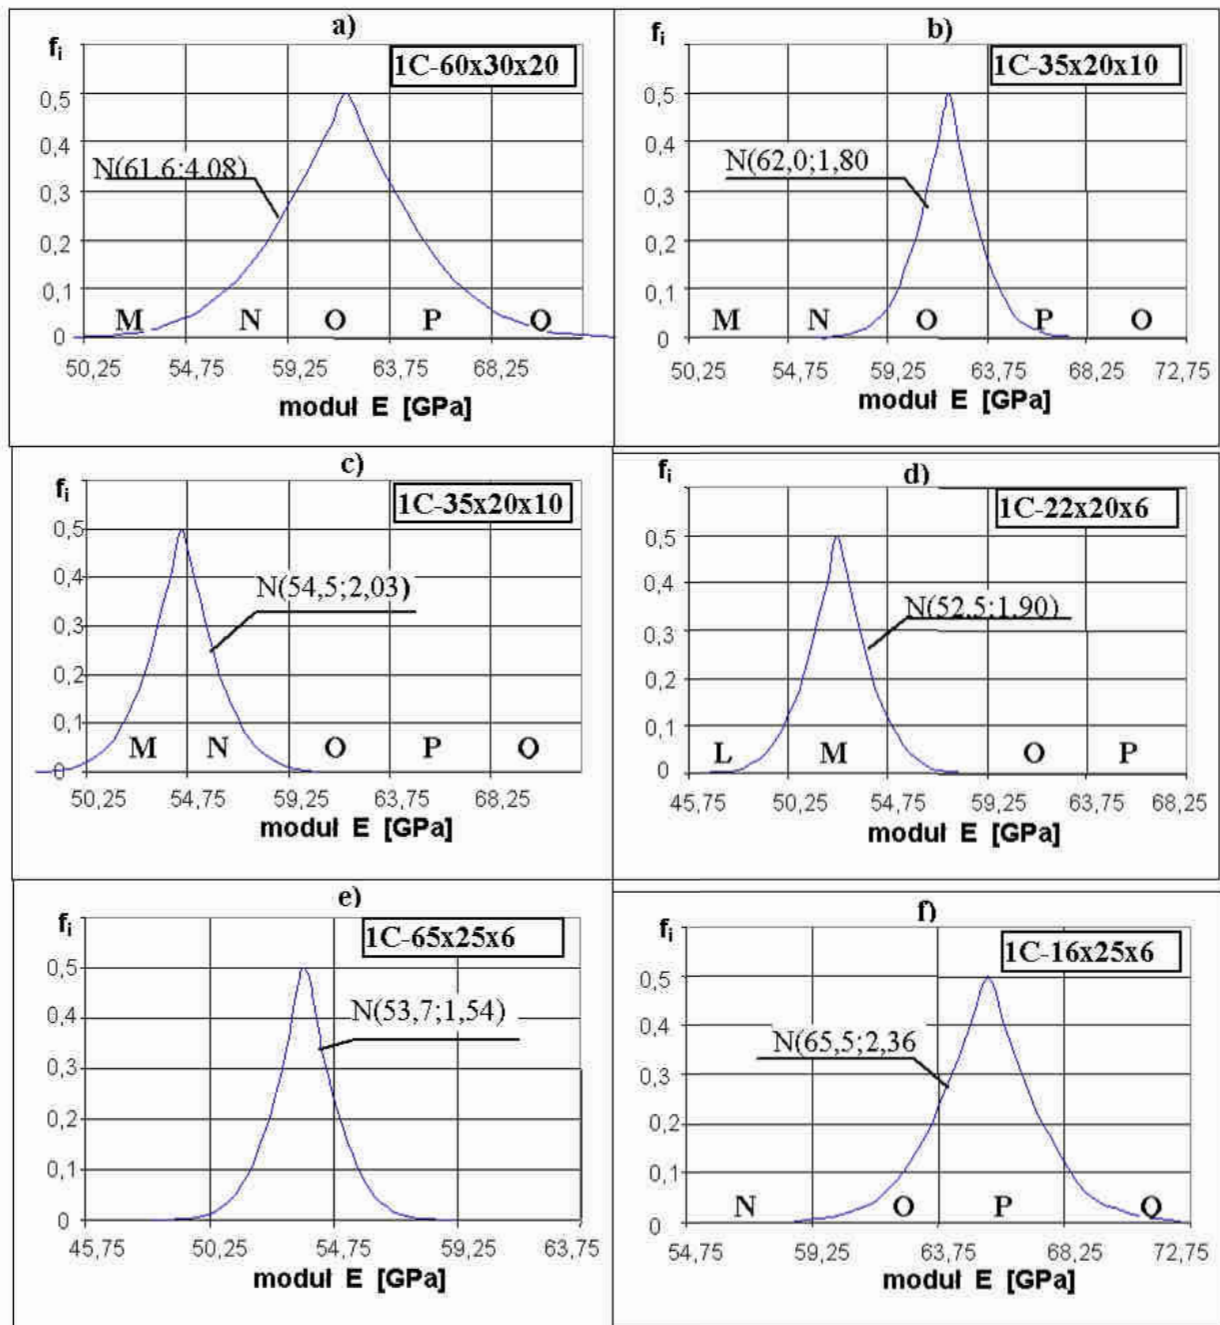 a)
f_i
1C-60x30x20
0,5
0,4
N(61.6;4.08)
0,3
0,2
0,1
M N O P Q
0
50,25 54,75 59,25 63,75 68,25
modul E [GPa]
b)
f_i
1C-35x20x10
0,5
0,4
N(62,0;1,80
0,3
0,2
0,1
M N O P O
0
50,25 54,75 59,25 63,75 68,25 72,75
modul E [GPa]
c)
f_i
1C-35x20x10
0,5
0,4
N(54,5;2,03)
0,3
0,2
0,1
M N O P Q
0
50,25 54,75 59,25 63,75 68,25
modul E [GPa]
d)
f_i
1C-22x20x6
0,5
0,4
N(52.5;1.90)
0,3
0,2
0,1
L M O P
0
45,75 50,25 54,75 59,25 63,75 68,25
modul E [GPa]
e)
f_i
1C-65x25x6
0,5
N(53,7;1,54)
0,4
0,3
0,2
0,1
0
45,75 50,25 54,75 59,25 63,75
modul E [GPa]
f)
f_i
1C-16x25x6
0,5
0,4
N(65,5;2,36
0,3
0,2
0,1
N O P Q
0
54,75 59,25 63,75 68,25 72,75
modul E [GPa]